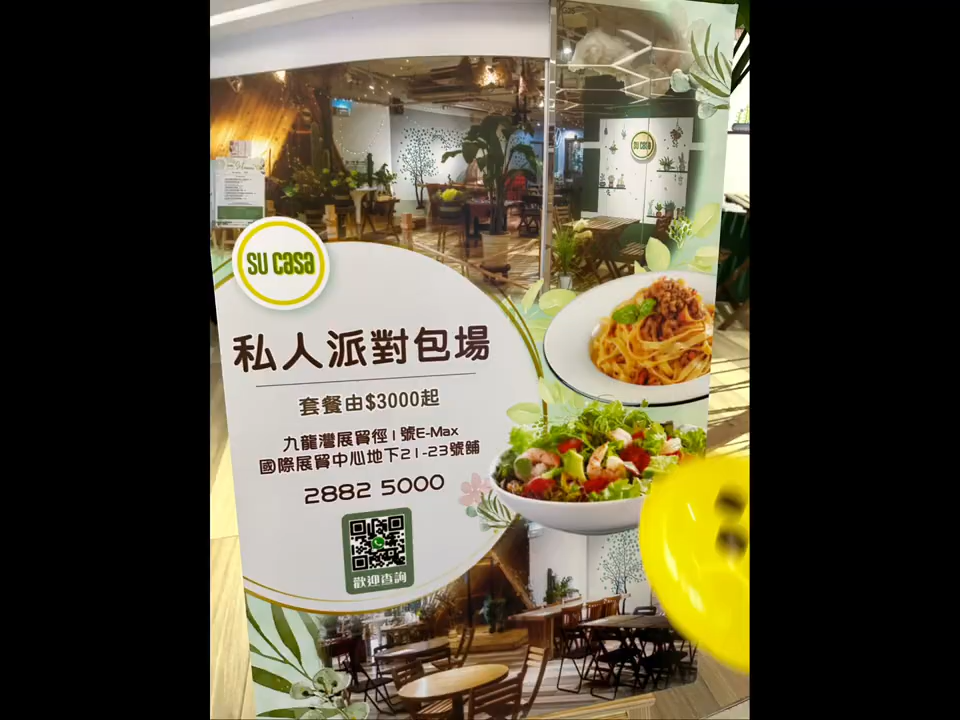 SU casa
SU casa
私人派對包場
套餐由$3000起
九龍灣展貿徑1號E-Max
國際展貿中心地下21-23號舖
2882 5000
歡迎查詢